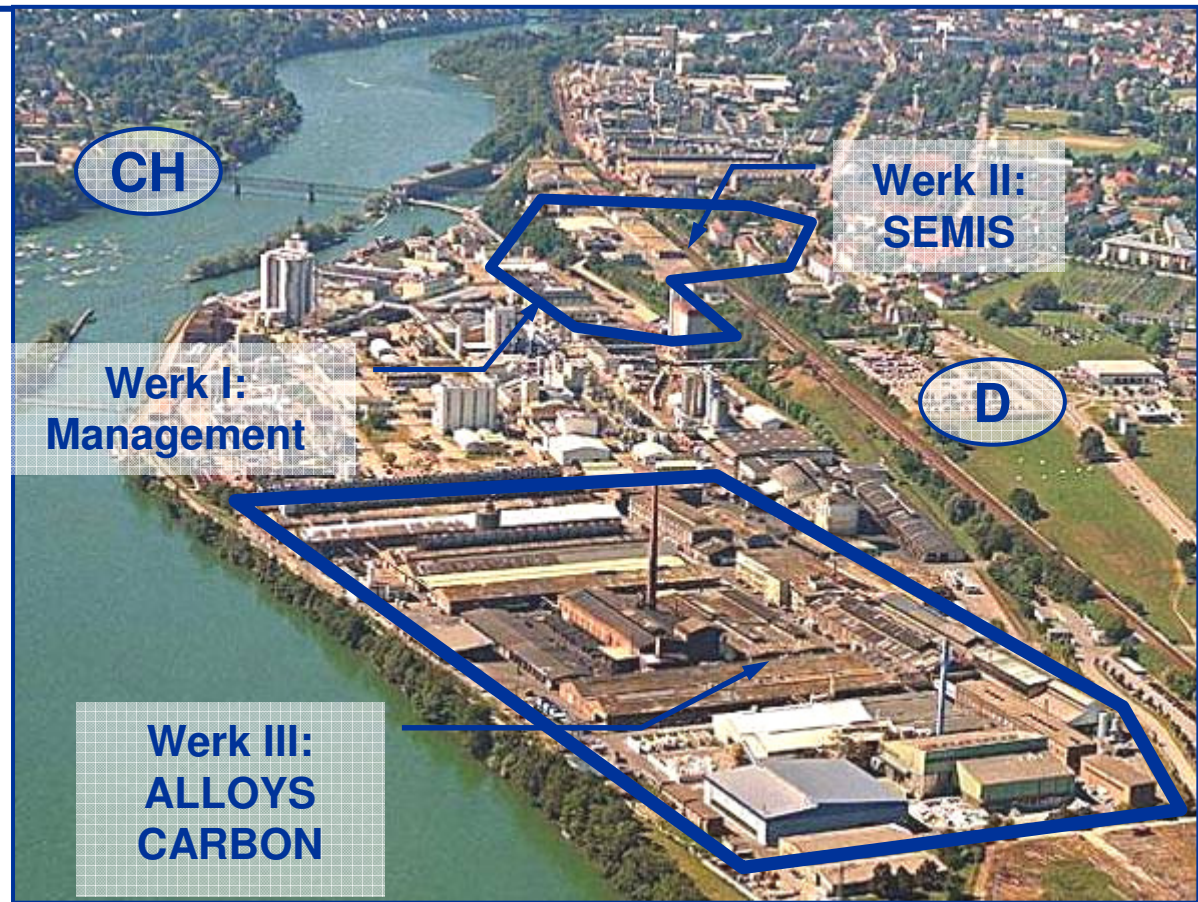 CH
Werk II:
SEMIS
Werk I:
Management
D
Werk III:
ALLOYS
CARBON